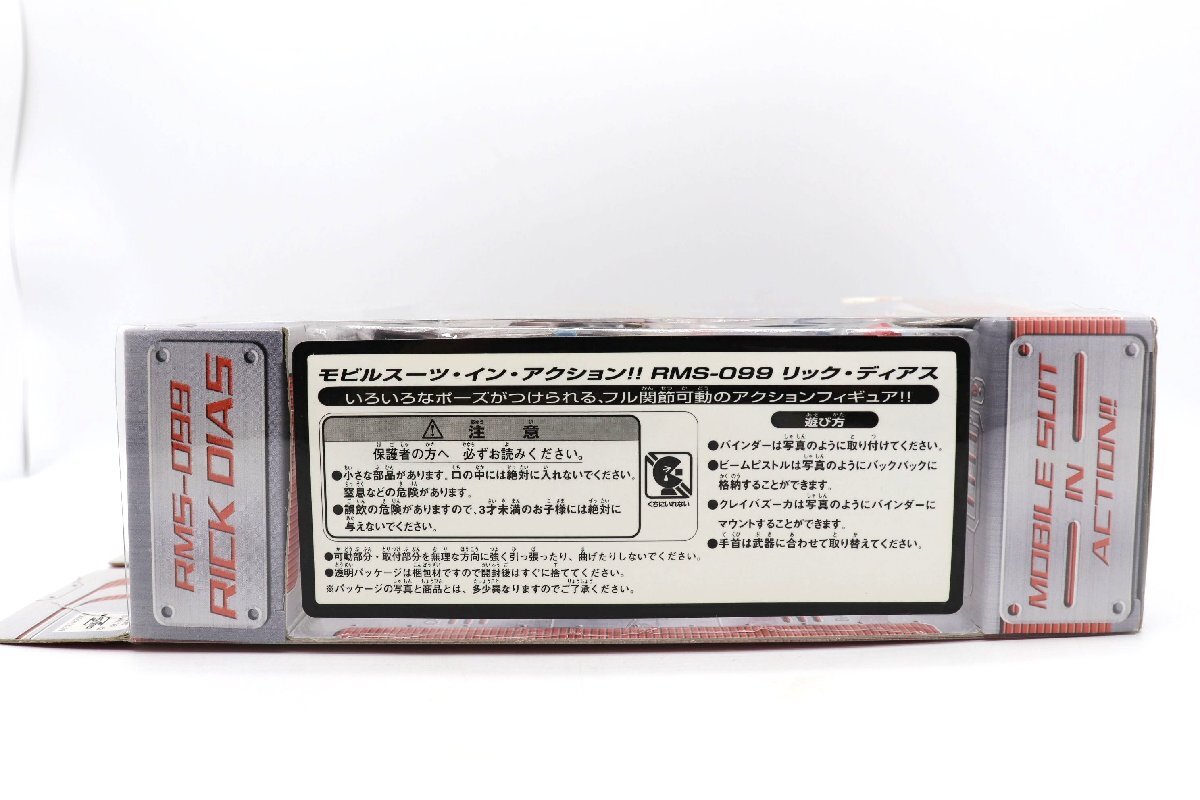 RMS-099
RICK DIAS
モビルスーツ・イン・アクション!! RMS-099 リック・ディアス
いろいろなポーズがつけられる、フル関節可動のアクションフィギュア!!
注意
保護者の方へ 必ずお読みください。
●小さな部品があります。口の中には絶対に入れないでください。
窒息などの危険があります。
●誤飲の危険がありますので、3才未満のお子様には絶対に
与えないでください。
くちにいれない
●可動部分・取付部分を無理な方向に強く引っ張ったり、曲げたりしないでください。
●透明パッケージは梱包材ですので開封後はすぐに捨ててください。
※パッケージの写真と商品とは、多少異なりますのでご了承ください。
遊び方
●バインダーは写真のように取り付けてください。
●ビームピストルは写真のようにバックパックに
格納することができます。
●クレイバズーカは写真のようにバインダーに
マウントすることができます。
●手首は武器に合わせて取り替えてください。
MOBILE SUIT
IN
ACTION!!